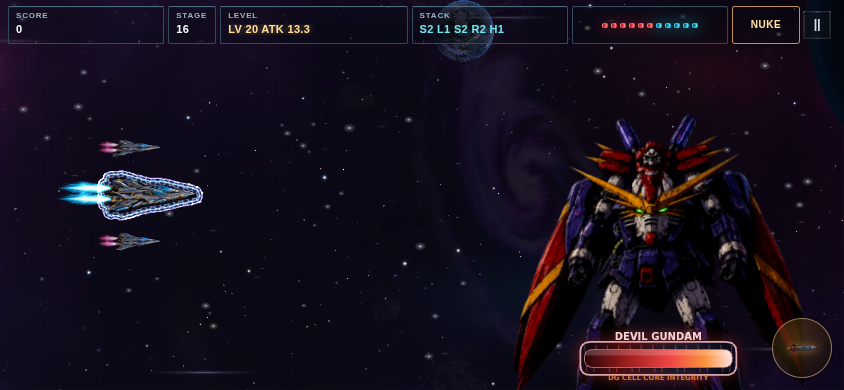 SCORE
0
STAGE
16
LEVEL
LV 20 ATK 13.3
STACK
S2 L1 S2 R2 H1
NUKE
DEVIL GUNDAM
DG CELL CORE INTEGRITY